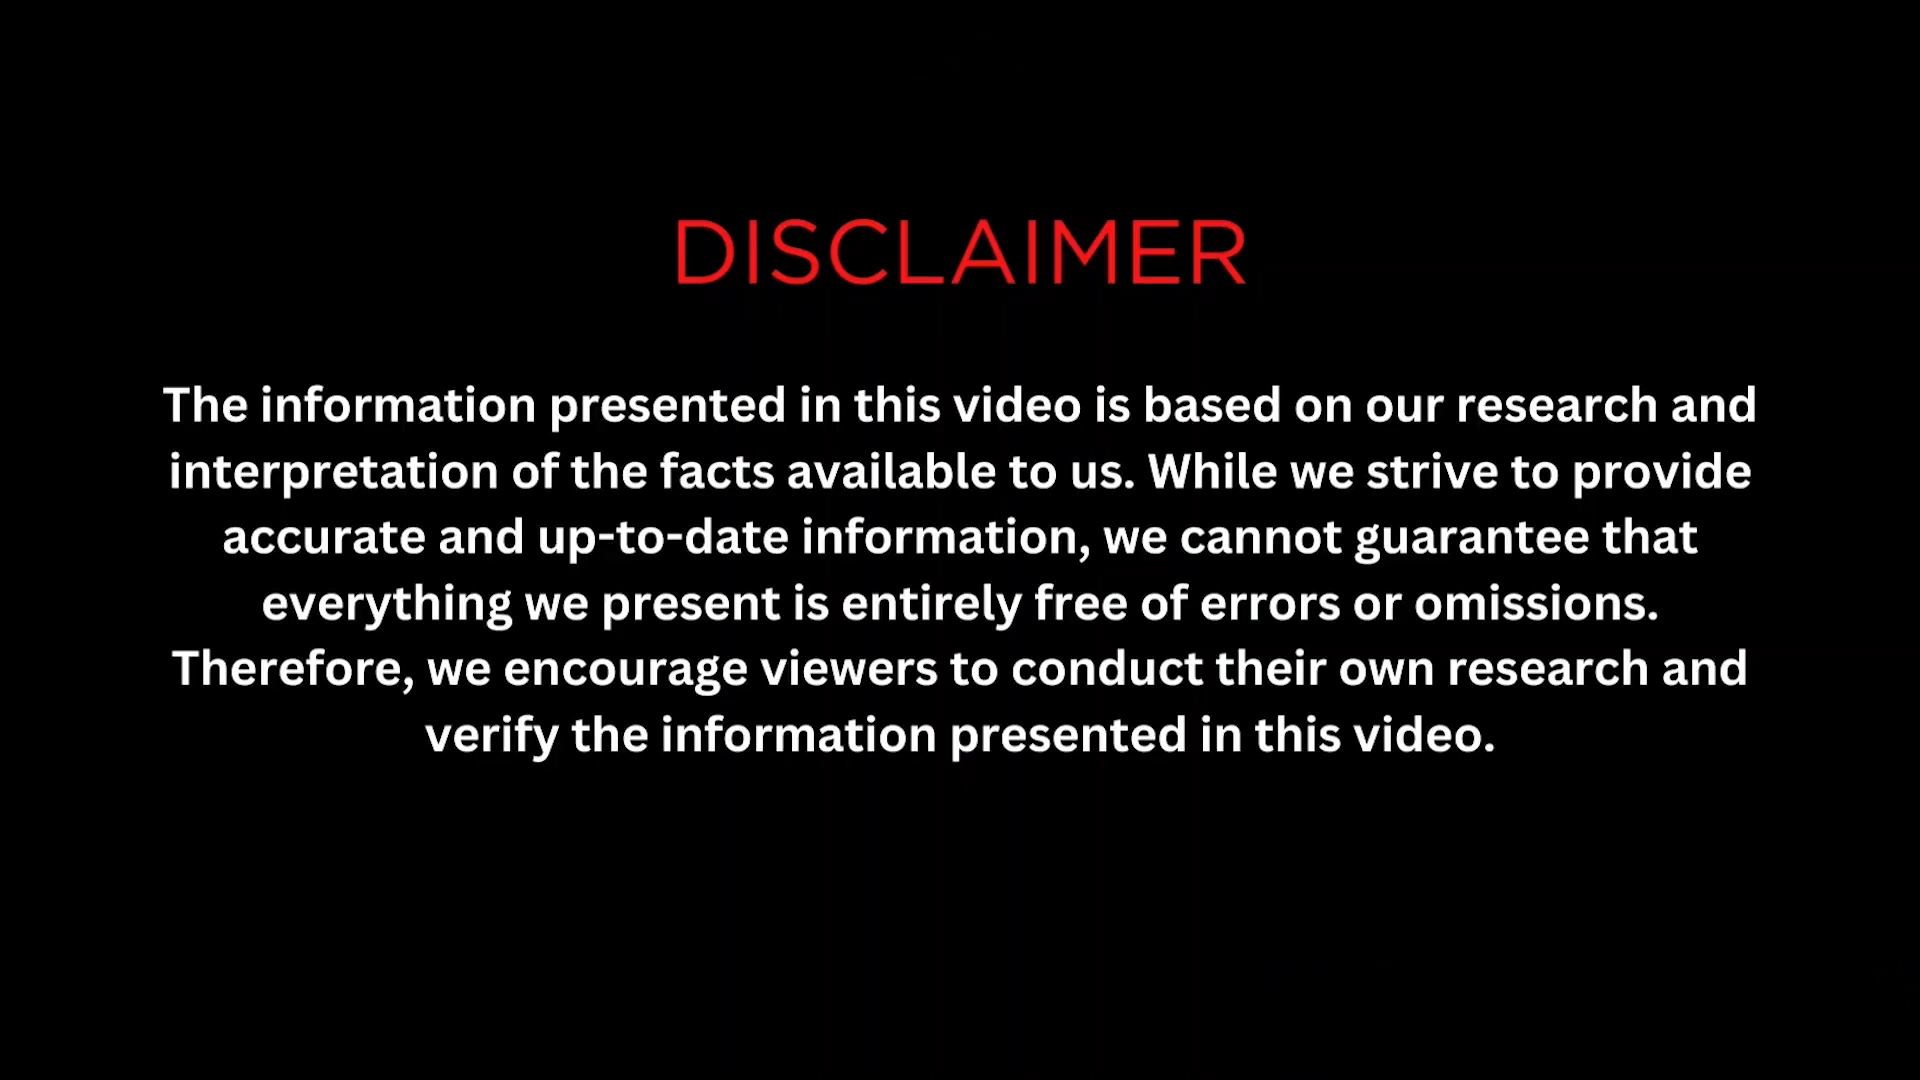 DISCLAIMER
The information presented in this video is based on our research and
interpretation of the facts available to us. While we strive to provide
accurate and up-to-date information, we cannot guarantee that
everything we present is entirely free of errors or omissions.
Therefore, we encourage viewers to conduct their own research and
verify the information presented in this video.